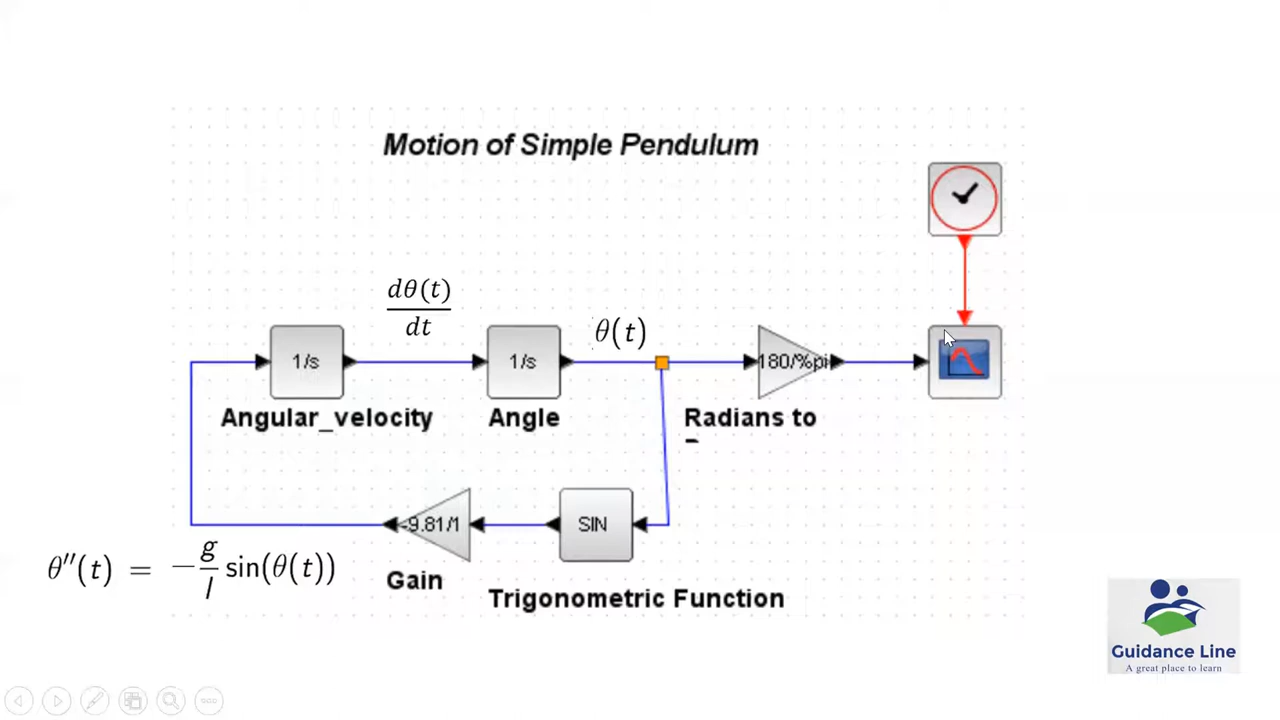 Motion of Simple Pendulum
dθ(t)
dt
θ(t)
1/s
1/s
180/%pi
Angular_velocity
Angle
Radians to
-9.81/1
SIN
θ″(t) = −g/l sin(θ(t))
Gain
Trigonometric Function
Guidance Line
A great place to learn